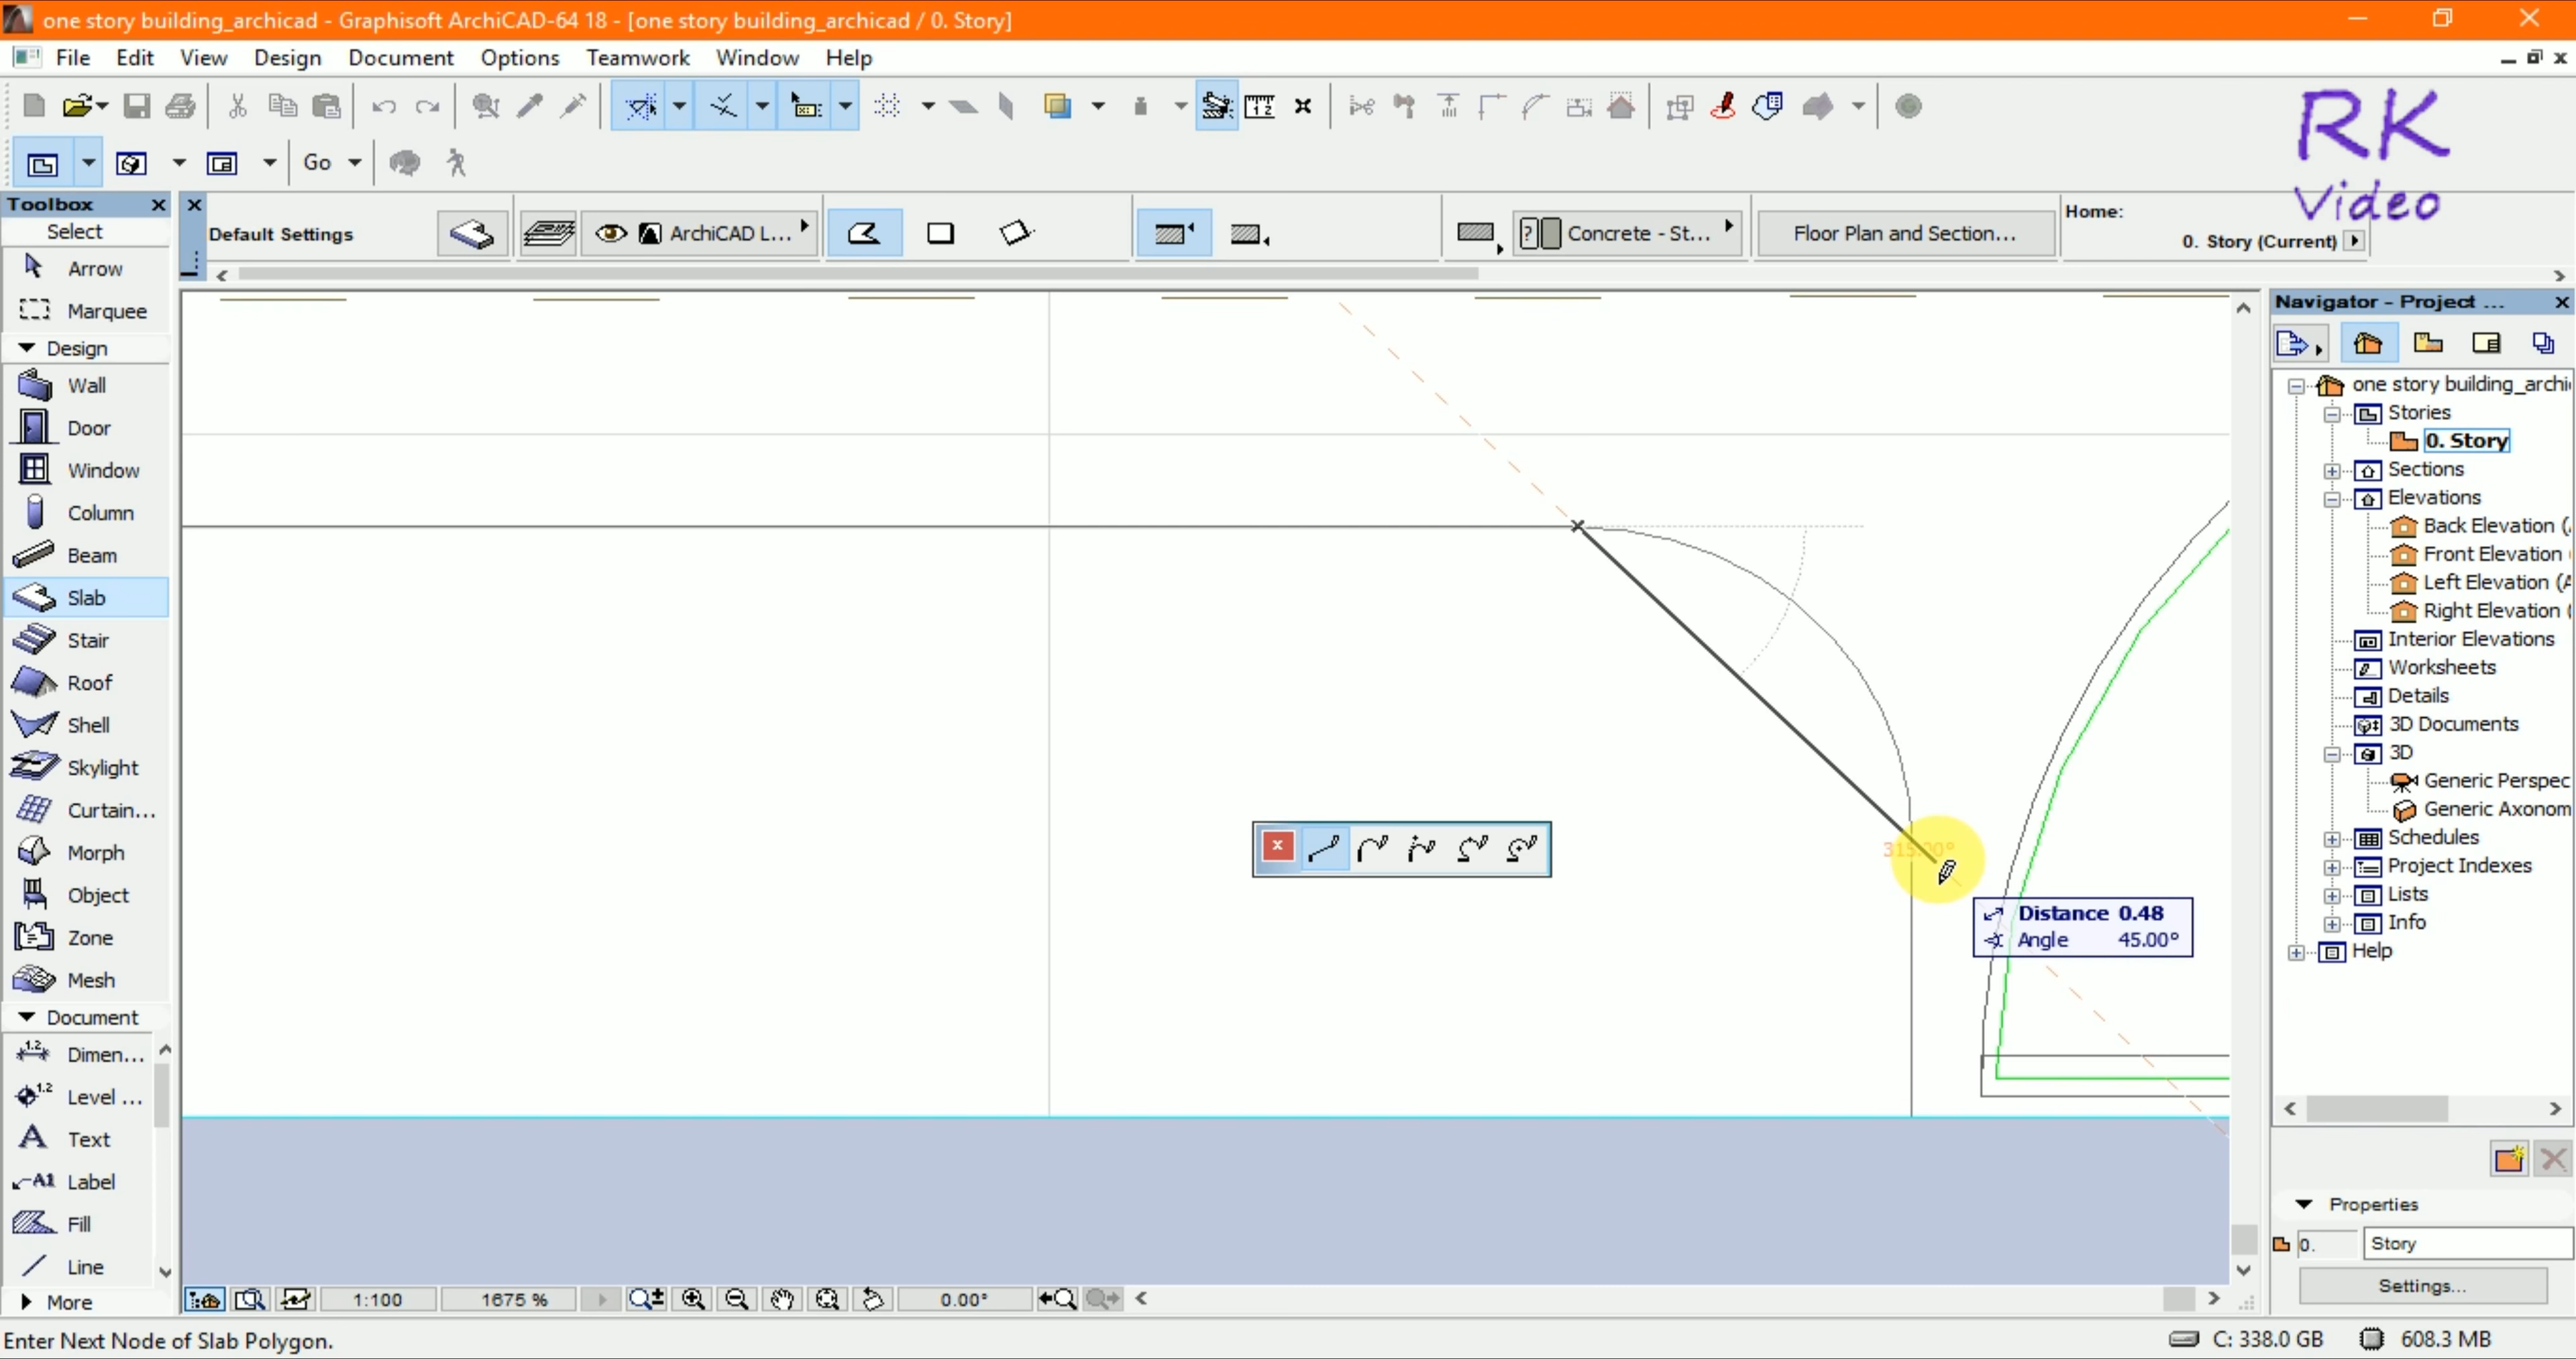 one story building_archicad - Graphisoft ArchiCAD-64 18 - [one story building_archicad / 0. Story]
File Edit View Design Document Options Teamwork Window Help
RK
Video
Go
Toolbox
Select
Arrow
Marquee
Design
Wall
Door
Window
Column
Beam
Slab
Stair
Roof
Shell
Skylight
Curtain...
Morph
Object
Zone
Mesh
Document
Dimen...
Level ...
Text
Label
Fill
Line
More
Default Settings
ArchiCAD L...
Concrete - St...
Floor Plan and Section...
Home:
0. Story (Current)
315.00°
Distance 0.48
Angle 45.00°
Navigator - Project ...
one story building_archi
Stories
0. Story
Sections
Elevations
Back Elevation (
Front Elevation
Left Elevation (A
Right Elevation (
Interior Elevations
Worksheets
Details
3D Documents
3D
Generic Perspec
Generic Axonom
Schedules
Project Indexes
Lists
Info
Help
Properties
0. Story
Settings...
1:100 1675 % 0.00°
Enter Next Node of Slab Polygon.
C: 338.0 GB 608.3 MB